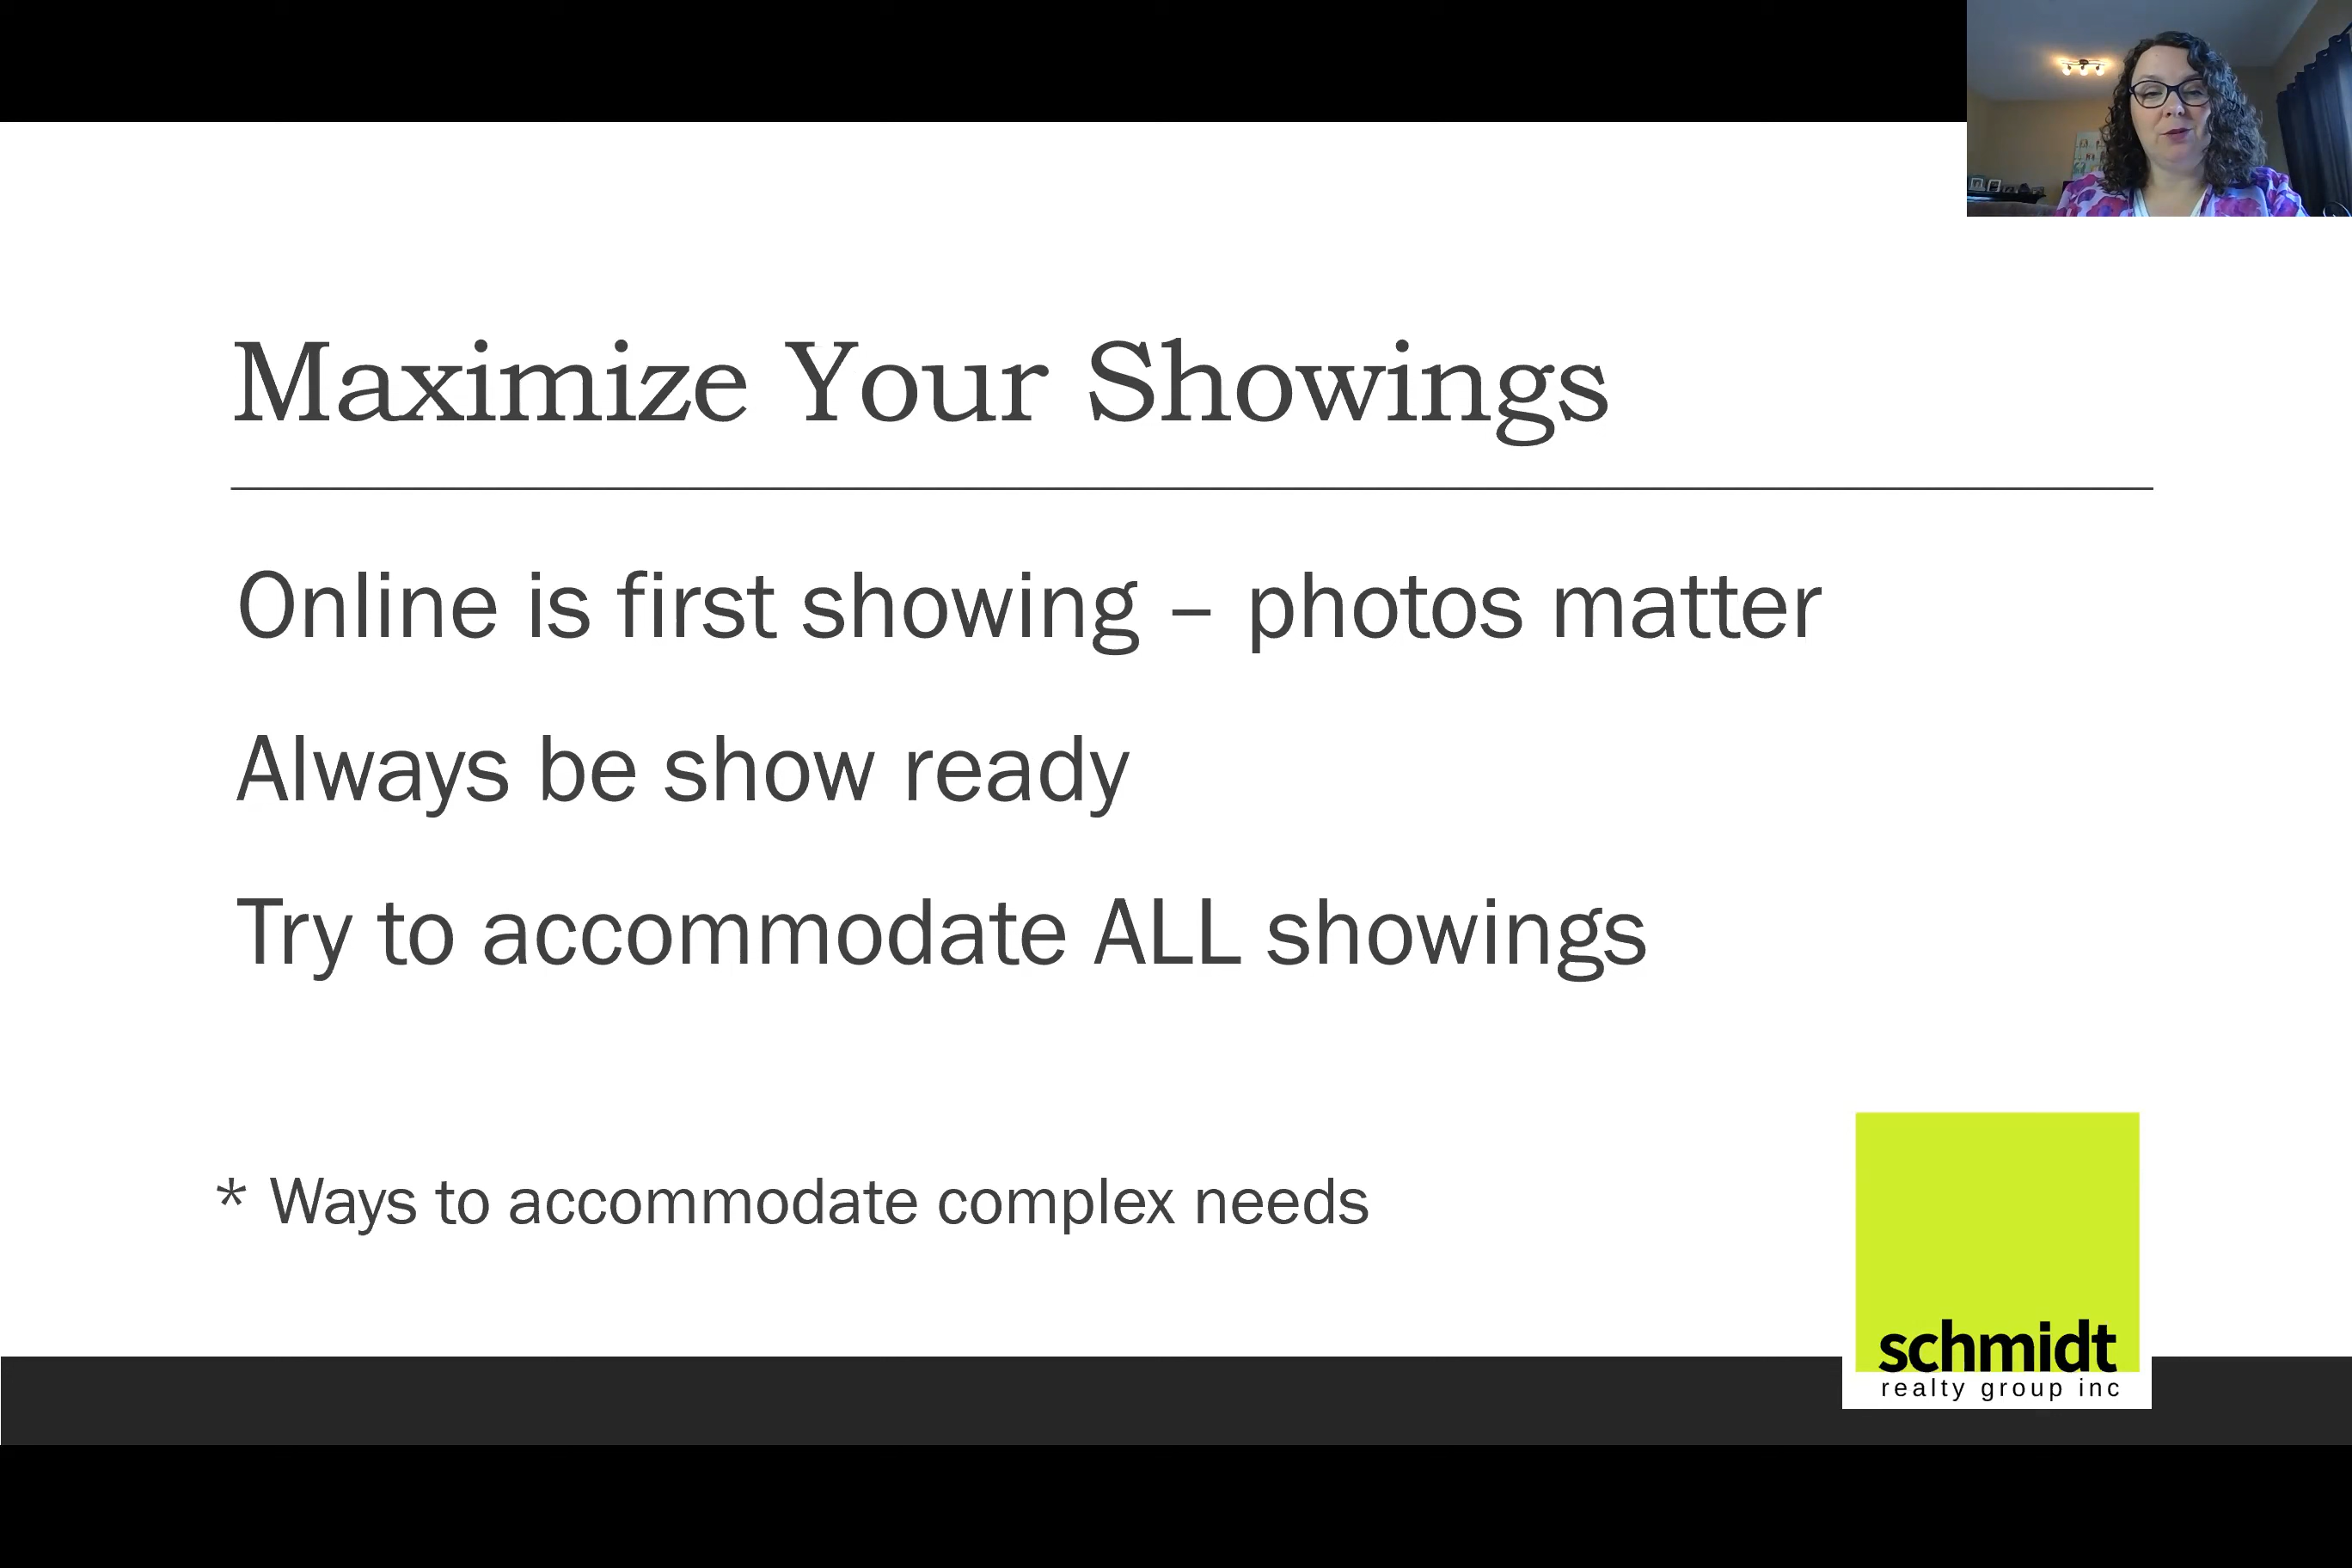 Maximize Your Showings
Online is first showing – photos matter
Always be show ready
Try to accommodate ALL showings
* Ways to accommodate complex needs
schmidt
realty group inc